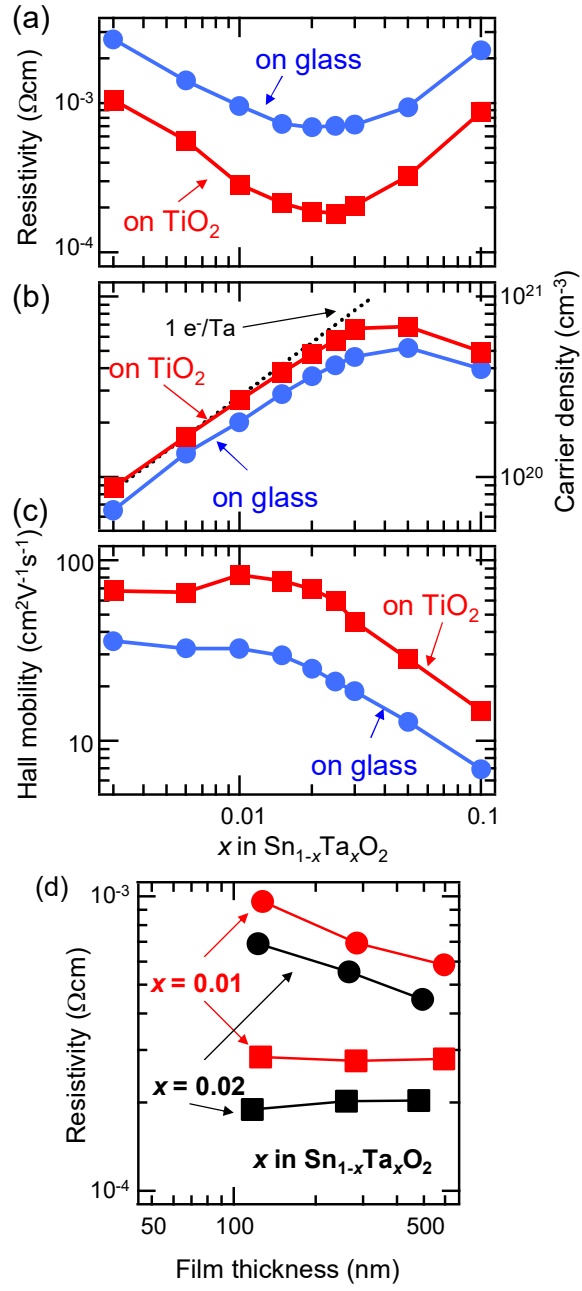 (a)
Resistivity (Ωcm)
10⁻³
10⁻⁴
on glass
on TiO₂
(b)
1 e⁻/Ta
on TiO₂
on glass
10²¹
10²⁰
Carrier density (cm⁻³)
(c)
Hall mobility (cm²V⁻¹s⁻¹)
100
10
on TiO₂
on glass
0.01
0.1
x in Sn₁₋ₓTaₓO₂
(d)
Resistivity (Ωcm)
10⁻³
10⁻⁴
x = 0.01
x = 0.02
x in Sn₁₋ₓTaₓO₂
50
100
500
Film thickness (nm)